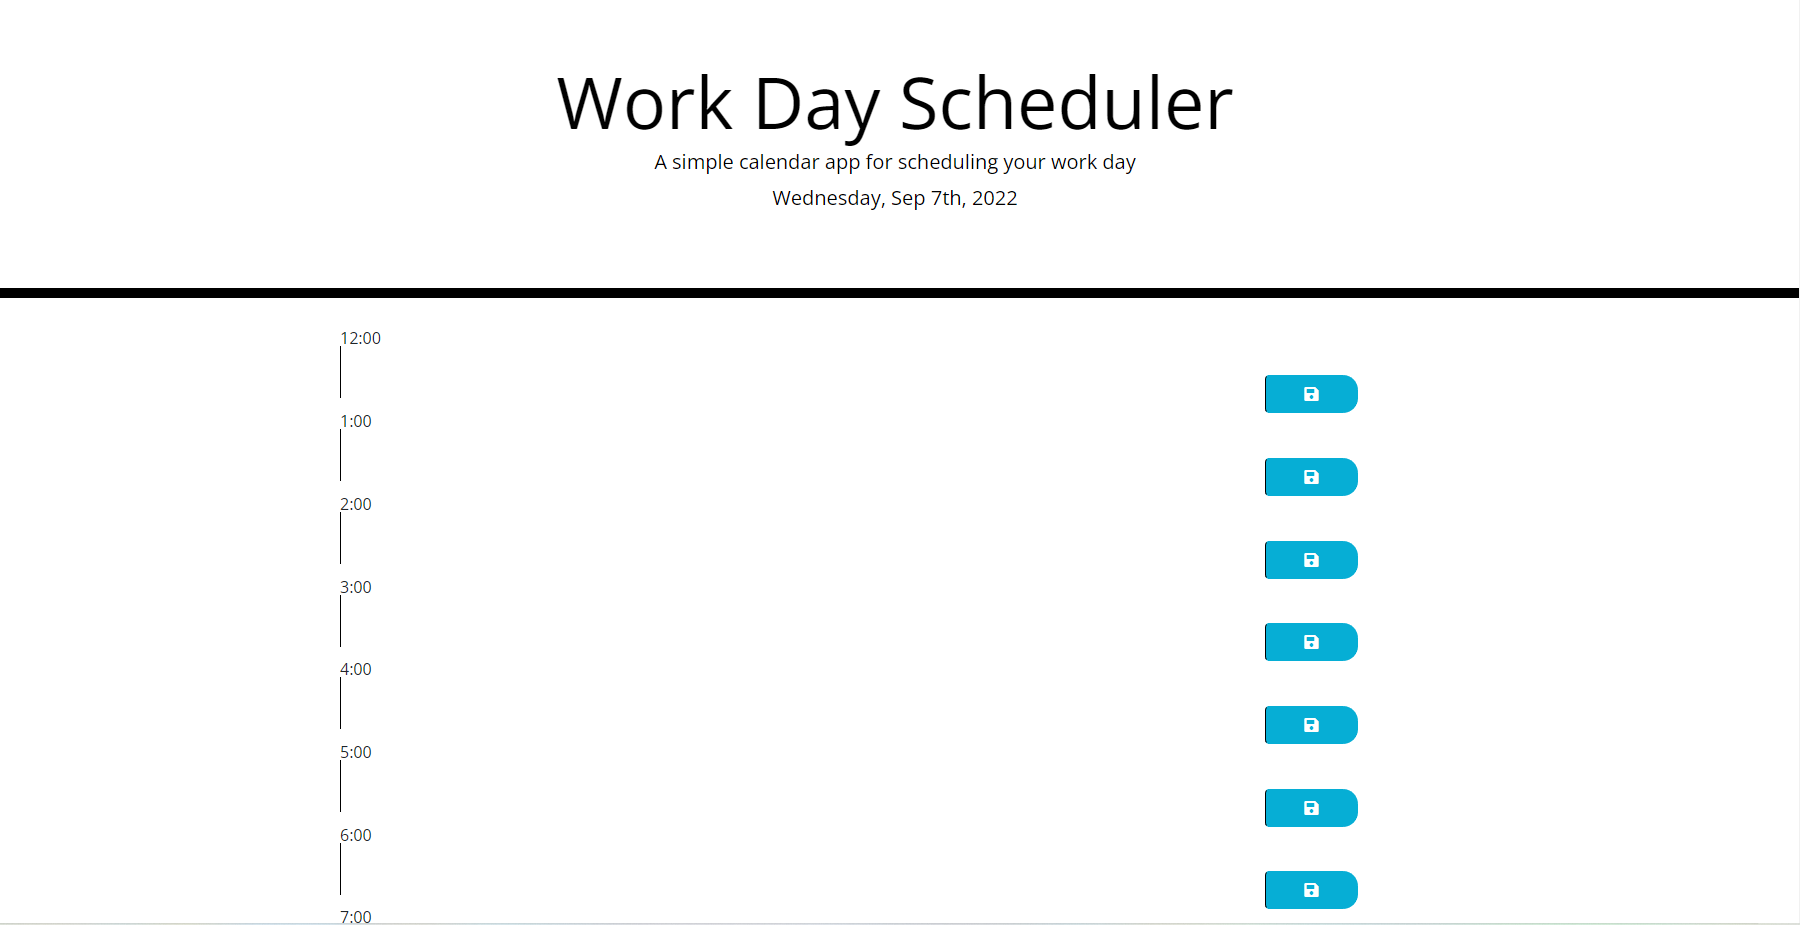 Work Day Scheduler
A simple calendar app for scheduling your work day
Wednesday, Sep 7th, 2022
12:00
1:00
2:00
3:00
4:00
5:00
6:00
7:00